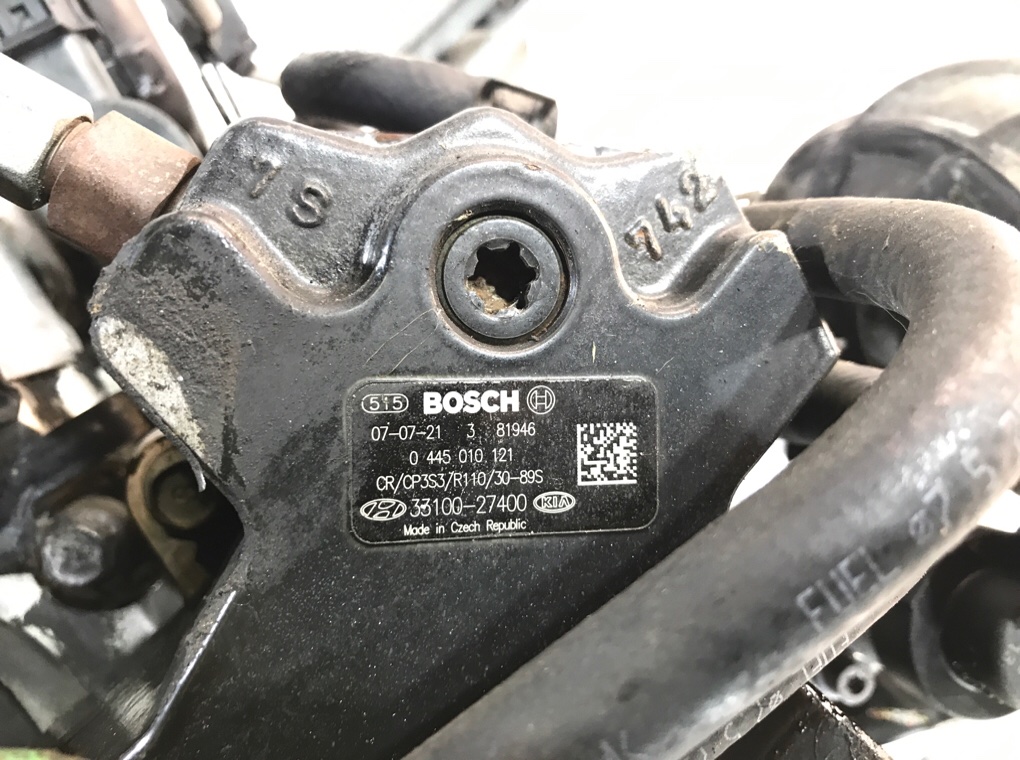 1S
742
515 BOSCH
07-07-21 3 81946
0 445 010 121
CR/CP3S3/R110/30-89S
33100-27400 KIA
Made in Czech Republic
FUEL